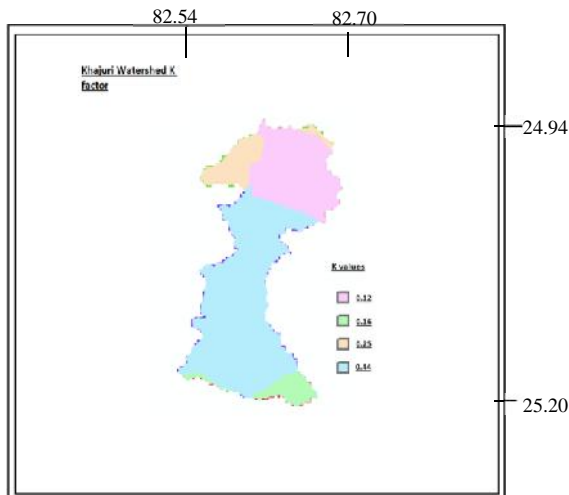 82.54 82.70
Khajuri Watershed K
factor
24.94
K values
0.12
0.16
0.25
0.44
25.20